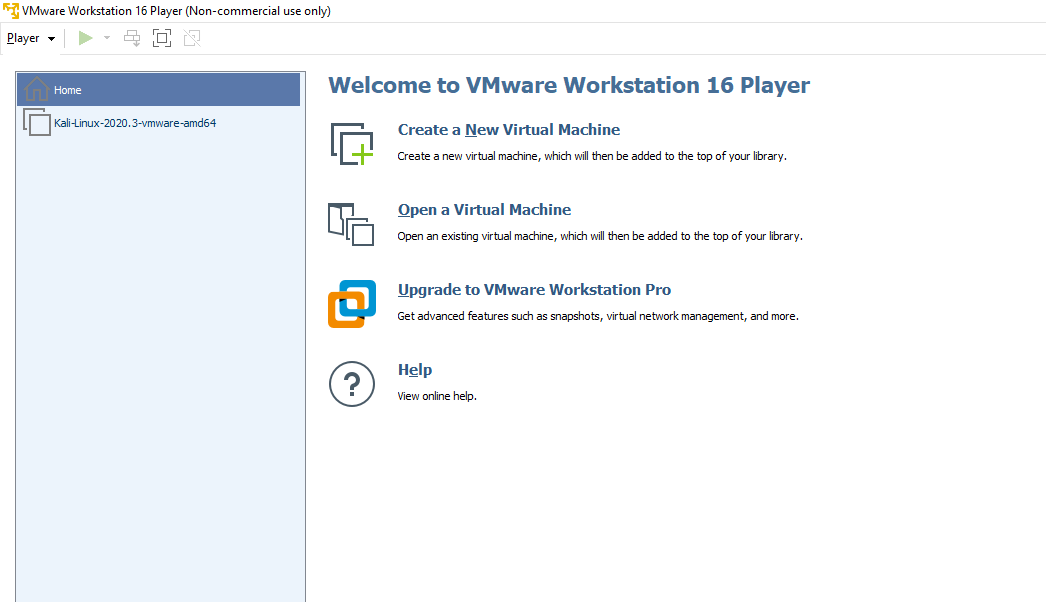 VMware Workstation 16 Player (Non-commercial use only)
Player
Home
Kali-Linux-2020.3-vmware-amd64
Welcome to VMware Workstation 16 Player
Create a New Virtual Machine
Create a new virtual machine, which will then be added to the top of your library.
Open a Virtual Machine
Open an existing virtual machine, which will then be added to the top of your library.
Upgrade to VMware Workstation Pro
Get advanced features such as snapshots, virtual network management, and more.
?
Help
View online help.